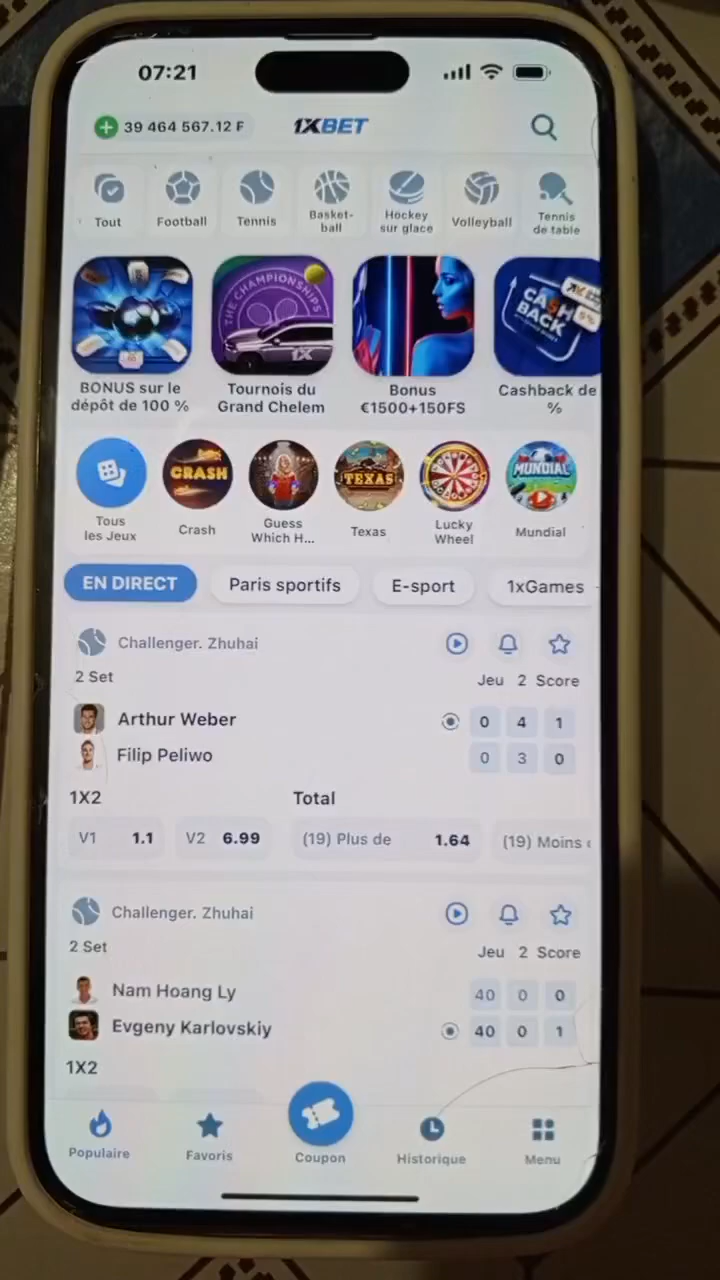 07:21
39 464 567.12 F
1XBET
Tout
Football
Tennis
Basket-
ball
Hockey
sur glace
Volleyball
Tennis
de table
THE CHAMPIONSHIPS
1X
CASH
BACK
BONUS sur le
dépôt de 100 %
Tournois du
Grand Chelem
Bonus
€1500+150FS
Cashback de
%
CRASH
TEXAS
MUNDIAL
Tous
les Jeux
Crash
Guess
Which H...
Texas
Lucky
Wheel
Mundial
EN DIRECT
Paris sportifs
E-sport
1xGames
Challenger. Zhuhai
2 Set
Jeu 2 Score
Arthur Weber
0 4 1
Filip Peliwo
0 3 0
1X2
Total
V1 1.1
V2 6.99
(19) Plus de 1.64
(19) Moins
Challenger. Zhuhai
2 Set
Jeu 2 Score
Nam Hoang Ly
40 0 0
Evgeny Karlovskiy
40 0 1
1X2
Populaire
Favoris
Coupon
Historique
Menu